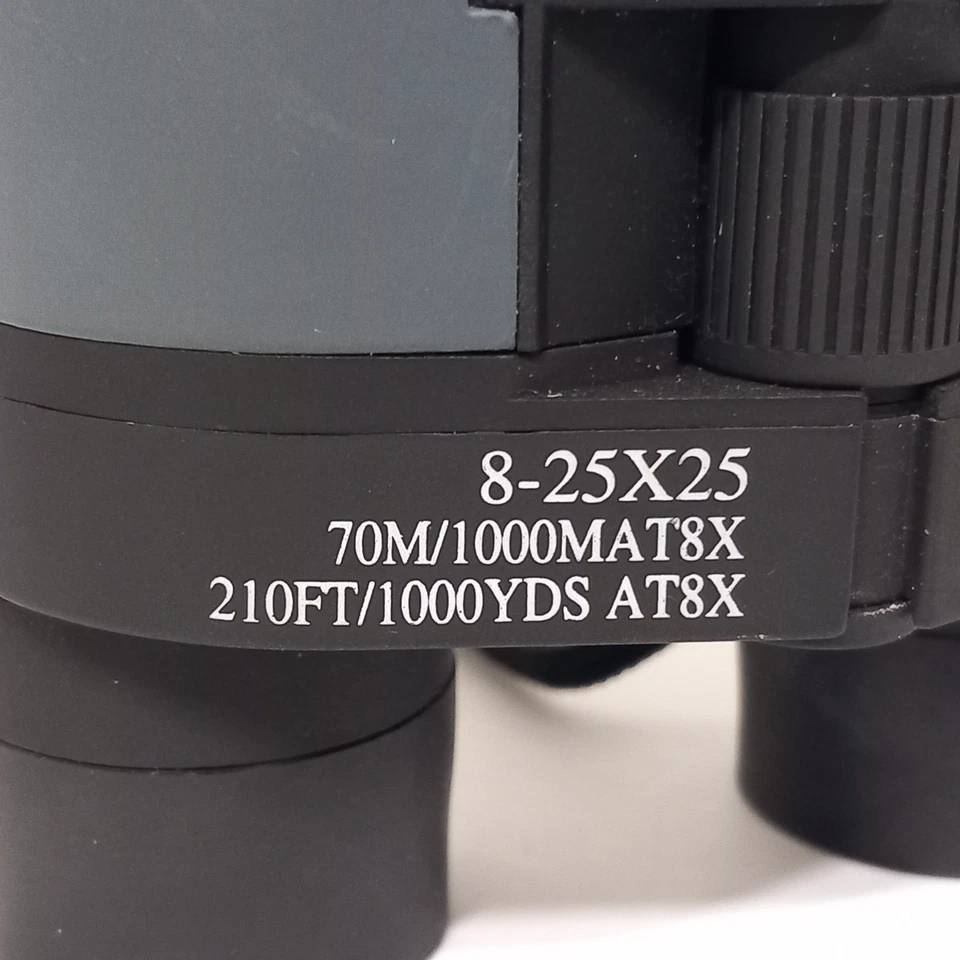 8-25X25
70M/1000MAT8X
210FT/1000YDS AT8X